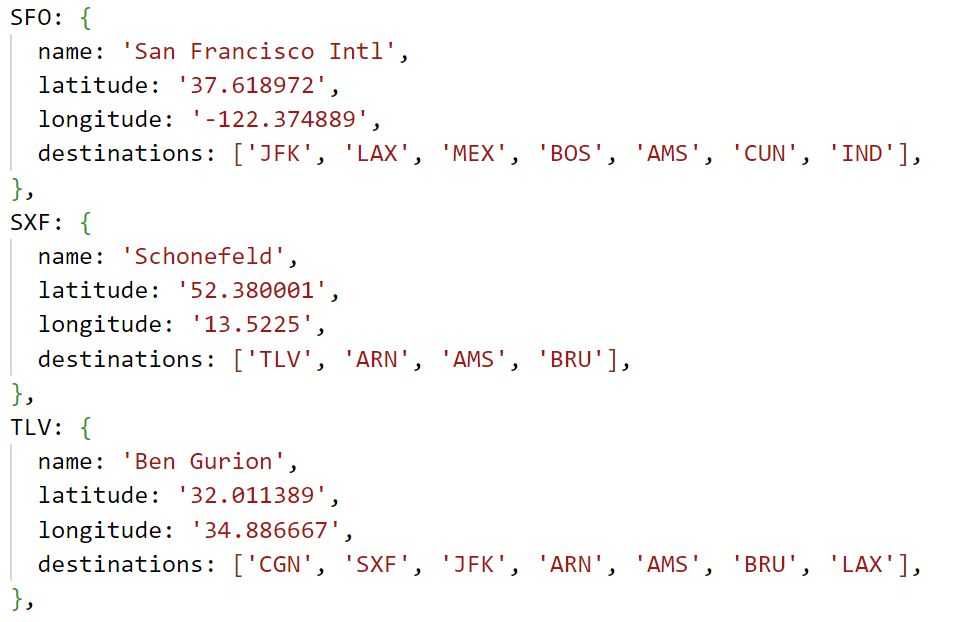 SFO: {
name: 'San Francisco Intl',
latitude: '37.618972',
longitude: '-122.374889',
destinations: ['JFK', 'LAX', 'MEX', 'BOS', 'AMS', 'CUN', 'IND'],
},
SXF: {
name: 'Schonefeld',
latitude: '52.380001',
longitude: '13.5225',
destinations: ['TLV', 'ARN', 'AMS', 'BRU'],
},
TLV: {
name: 'Ben Gurion',
latitude: '32.011389',
longitude: '34.886667',
destinations: ['CGN', 'SXF', 'JFK', 'ARN', 'AMS', 'BRU', 'LAX'],
},